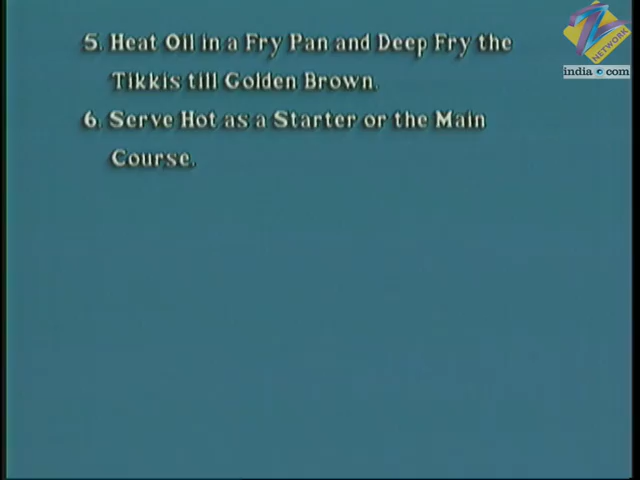 5. Heat Oil in a Fry Pan and Deep Fry the
Tikkis till Golden Brown.
6. Serve Hot as a Starter or the Main
Course.
Z
NETWORK
india.com